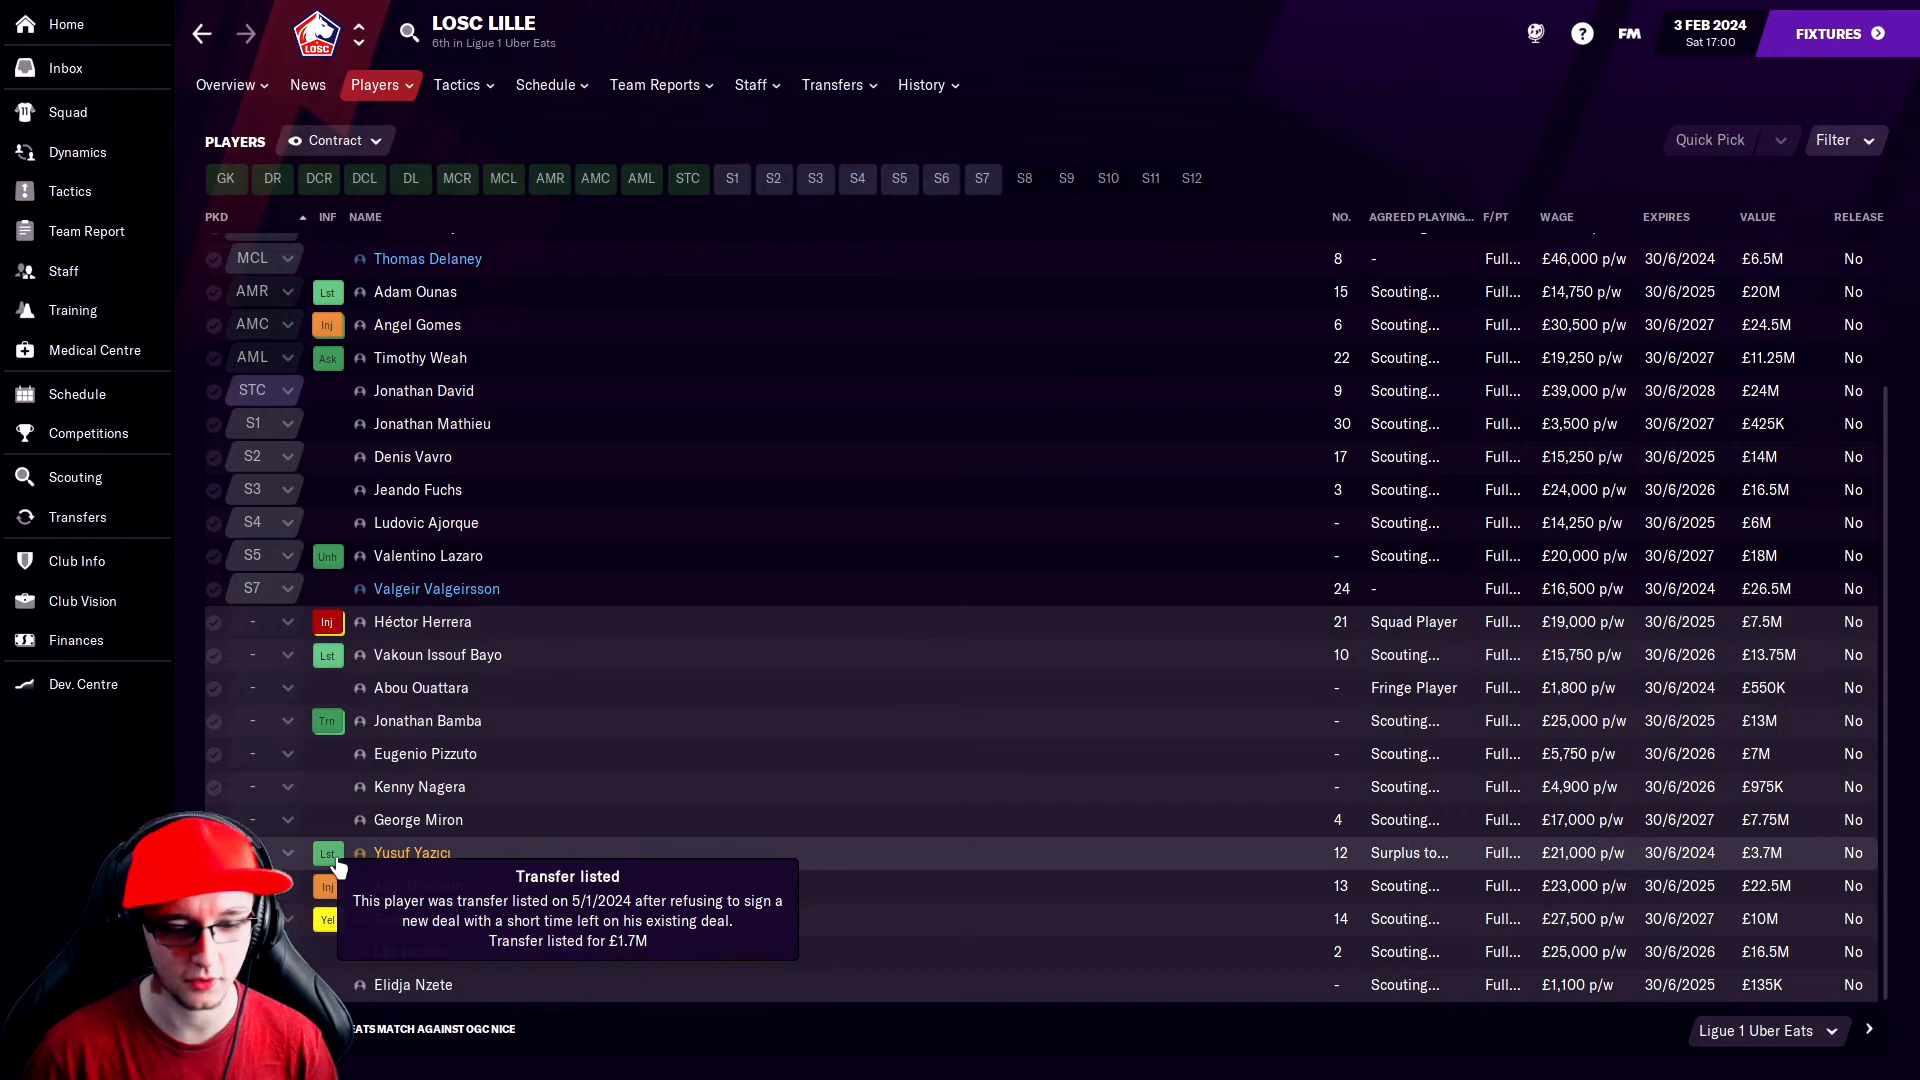 Home
Inbox
Squad
Dynamics
Tactics
Team Report
Staff
Training
Medical Centre
Schedule
Competitions
Scouting
Transfers
Club Info
Club Vision
Finances
Dev. Centre
LOSC
LOSC LILLE
6th in Ligue 1 Uber Eats
? FM 3 FEB 2024
Sat 17:00
FIXTURES
Overview News Players Tactics Schedule Team Reports Staff Transfers History
PLAYERS Contract Quick Pick Filter
GK DR DCR DCL DL MCR MCL AMR AMC AML STC S1 S2 S3 S4 S5 S6 S7 S8 S9 S10 S11 S12
PKD INF NAME NO. AGREED PLAYING... F/PT WAGE EXPIRES VALUE RELEASE
MCL Thomas Delaney 8 - Full... £46,000 p/w 30/6/2024 £6.5M No
AMR Lst Adam Ounas 15 Scouting... Full... £14,750 p/w 30/6/2025 £20M No
AMC Inj Angel Gomes 6 Scouting... Full... £30,500 p/w 30/6/2027 £24.5M No
AML Ask Timothy Weah 22 Scouting... Full... £19,250 p/w 30/6/2027 £11.25M No
STC Jonathan David 9 Scouting... Full... £39,000 p/w 30/6/2028 £24M No
S1 Jonathan Mathieu 30 Scouting... Full... £3,500 p/w 30/6/2027 £425K No
S2 Denis Vavro 17 Scouting... Full... £15,250 p/w 30/6/2025 £14M No
S3 Jeando Fuchs 3 Scouting... Full... £24,000 p/w 30/6/2026 £16.5M No
S4 Ludovic Ajorque - Scouting... Full... £14,250 p/w 30/6/2025 £6M No
S5 Unh Valentino Lazaro - Scouting... Full... £20,000 p/w 30/6/2027 £18M No
S7 Valgeir Valgeirsson 24 - Full... £16,500 p/w 30/6/2024 £26.5M No
- Inj Héctor Herrera 21 Squad Player Full... £19,000 p/w 30/6/2025 £7.5M No
- Lst Vakoun Issouf Bayo 10 Scouting... Full... £15,750 p/w 30/6/2026 £13.75M No
- Abou Ouattara - Fringe Player Full... £1,800 p/w 30/6/2024 £550K No
- Trn Jonathan Bamba - Scouting... Full... £25,000 p/w 30/6/2025 £13M No
- Eugenio Pizzuto - Scouting... Full... £5,750 p/w 30/6/2026 £7M No
- Kenny Nagera - Scouting... Full... £4,900 p/w 30/6/2026 £975K No
- George Miron 4 Scouting... Full... £17,000 p/w 30/6/2027 £7.75M No
Lst Yusuf Yazıcı 12 Surplus to... Full... £21,000 p/w 30/6/2024 £3.7M No
Inj 13 Scouting... Full... £23,000 p/w 30/6/2025 £22.5M No
Yel 14 Scouting... Full... £27,500 p/w 30/6/2027 £10M No
2 Scouting... Full... £25,000 p/w 30/6/2026 £16.5M No
Elidja Nzete - Scouting... Full... £1,100 p/w 30/6/2025 £135K No
Transfer listed
This player was transfer listed on 5/1/2024 after refusing to sign a
new deal with a short time left on his existing deal.
Transfer listed for £1.7M
EATS MATCH AGAINST OGC NICE
Ligue 1 Uber Eats